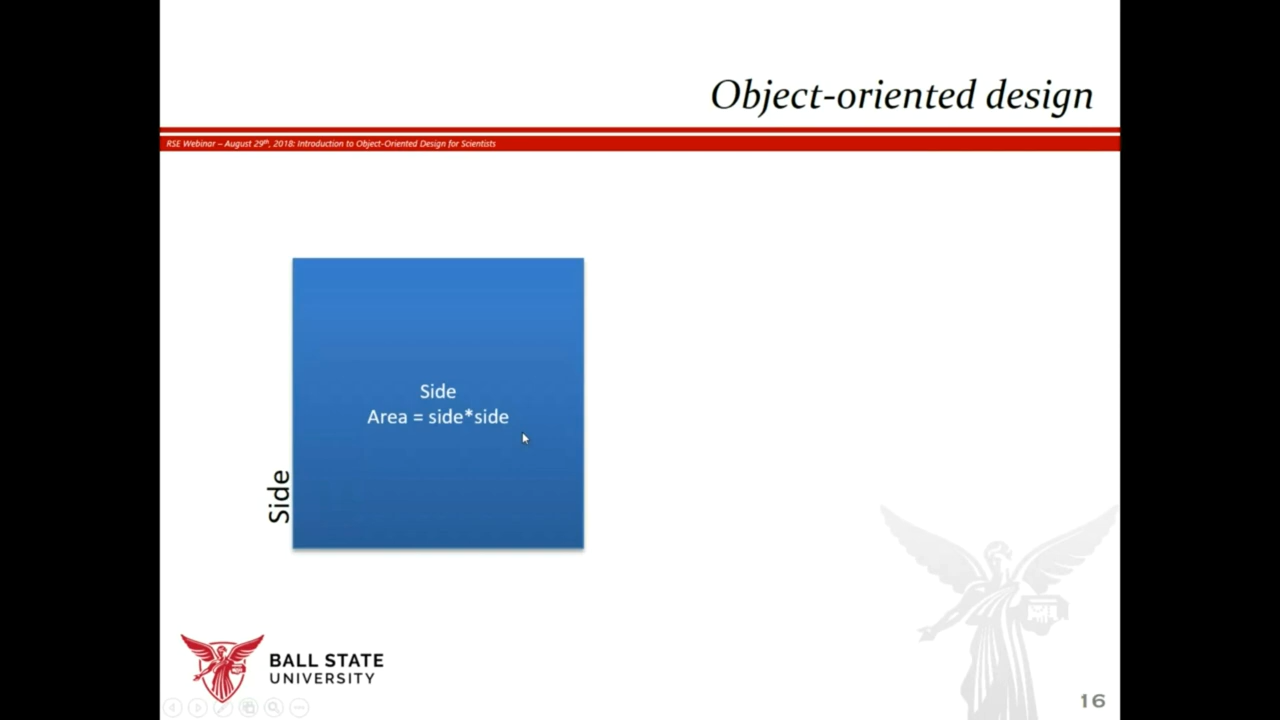 Object-oriented design
RSE Webinar – August 29th, 2018: Introduction to Object-Oriented Design for Scientists
Side
Area = side*side
Side
BALL STATE
UNIVERSITY
16